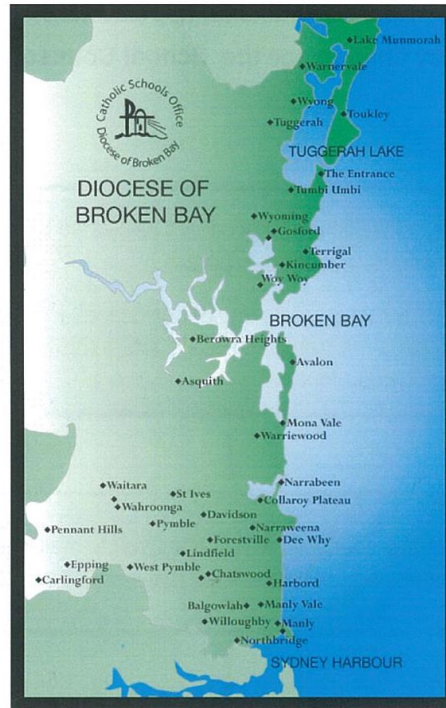 Lake Munmorah
Warnervale
Wyong
Toukley
Tuggerah
Catholic Schools Office
Diocese of Broken Bay
TUGGERAH LAKE
The Entrance
DIOCESE OF
BROKEN BAY
Tumbi Umbi
Wyoming
Gosford
Terrigal
Kincumber
Woy Woy
BROKEN BAY
Berowra Heights
Avalon
Asquith
Mona Vale
Warriewood
Narrabeen
Waitara
St Ives
Collaroy Plateau
Wahroonga
Davidson
Pymble
Pennant Hills
Narraweena
Forestville
Dee Why
Lindfield
Epping
West Pymble
Chatswood
Carlingford
Harbord
Balgowlah
Manly Vale
Willoughby
Manly
Northbridge
SYDNEY HARBOUR